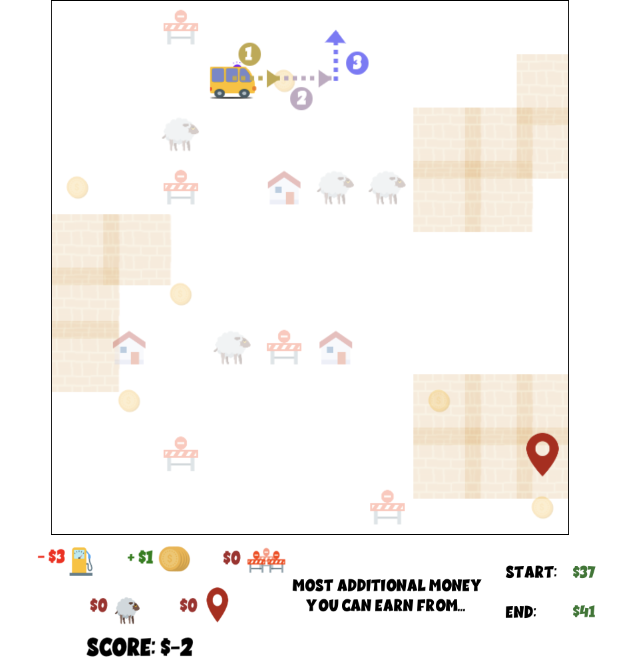 1
2
3
- $3
+ $1
$0
$0
$0
MOST ADDITIONAL MONEY
YOU CAN EARN FROM...
START: $37
END: $41
SCORE: $-2